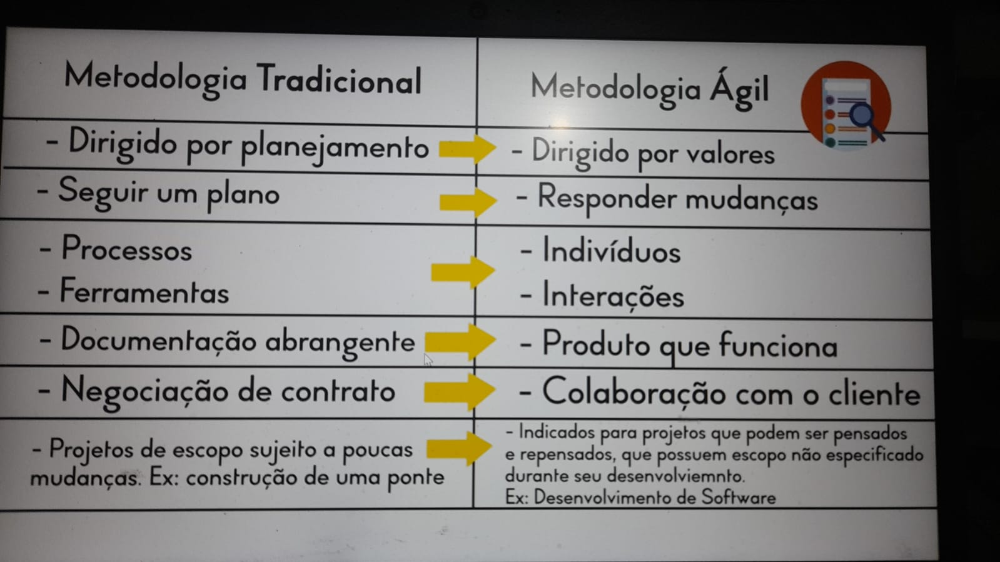 Metodologia Tradicional
Metodologia Ágil
- Dirigido por planejamento
- Dirigido por valores
- Seguir um plano
- Responder mudanças
- Processos
- Ferramentas
- Indivíduos
- Interações
- Documentação abrangente
- Produto que funciona
- Negociação de contrato
- Colaboração com o cliente
- Projetos de escopo sujeito a poucas
mudanças. Ex: construção de uma ponte
- Indicados para projetos que podem ser pensados
e repensados, que possuem escopo não especificado
durante seu desenvolviemnto.
Ex: Desenvolvimento de Software